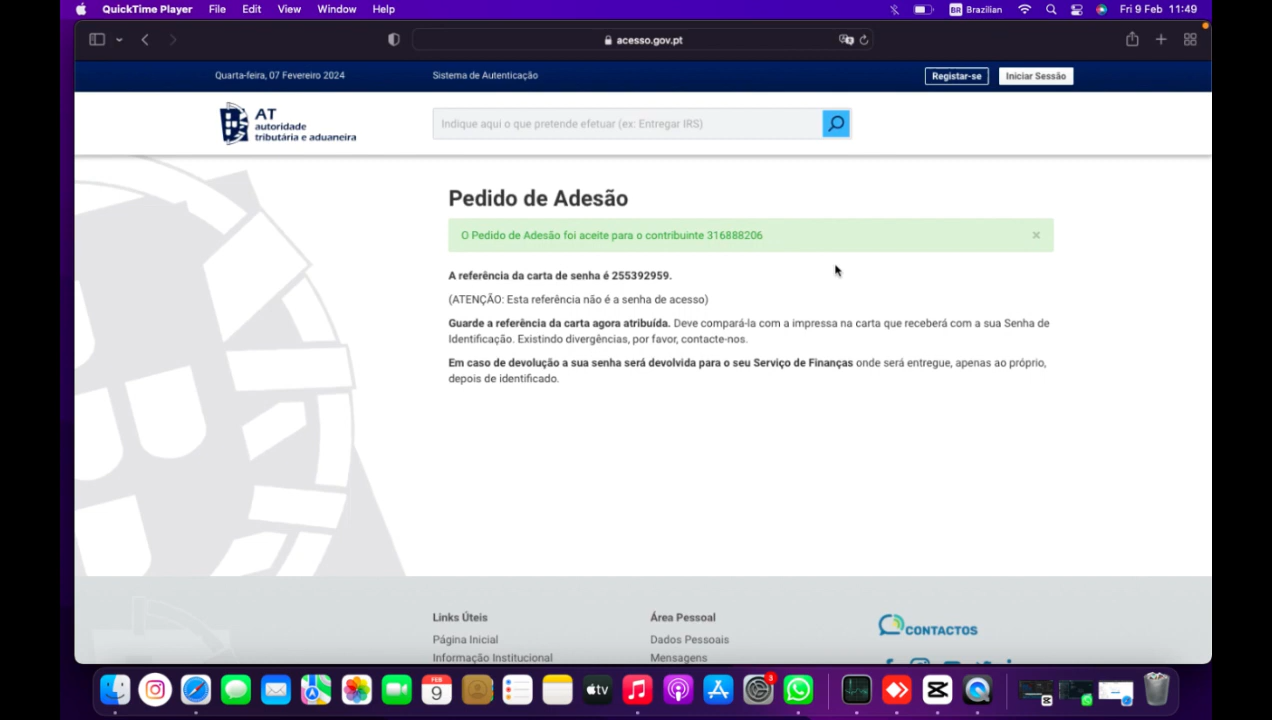 QuickTime Player File Edit View Window Help BR Brazilian Fri 9 Feb 11:49
acesso.gov.pt
Quarta-feira, 07 Fevereiro 2024 Sistema de Autenticação Registar-se Iniciar Sessão
AT
autoridade
tributária e aduaneira
Indique aqui o que pretende efetuar (ex: Entregar IRS)
Pedido de Adesão
O Pedido de Adesão foi aceite para o contribuinte 316888206 ×
A referência da carta de senha é 255392959.
(ATENÇÃO: Esta referência não é a senha de acesso)
Guarde a referência da carta agora atribuída. Deve compará-la com a impressa na carta que receberá com a sua Senha de
Identificação. Existindo divergências, por favor, contacte-nos.
Em caso de devolução a sua senha será devolvida para o seu Serviço de Finanças onde será entregue, apenas ao próprio,
depois de identificado.
Links Úteis Área Pessoal
CONTACTOS
Página Inicial Dados Pessoais
Informação Institucional Mensagens
FEB
9
tv
3